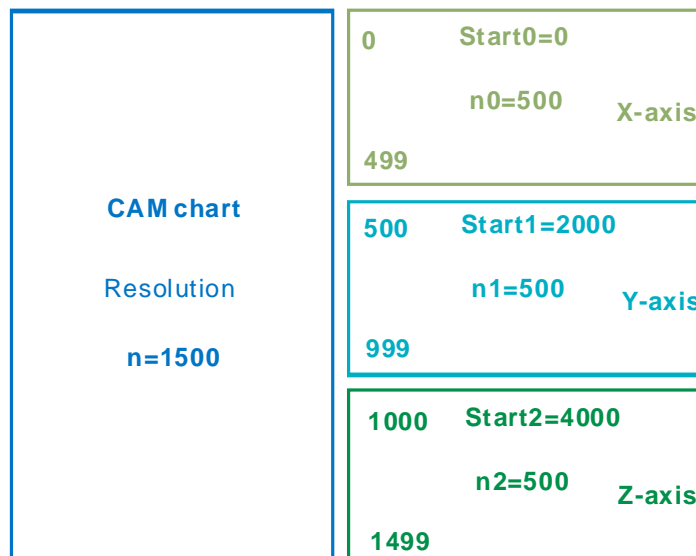 CAM chart
Resolution
n=1500
0 Start0=0
n0=500
X-axis
499
500 Start1=2000
n1=500
Y-axis
999
1000 Start2=4000
n2=500
Z-axis
1499